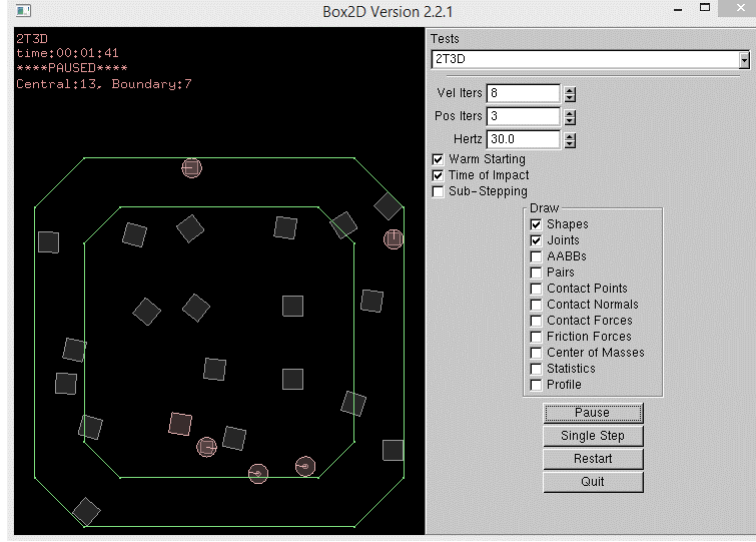 Box2D Version 2.2.1
2T3D
time:00:01:41
****PAUSED****
Central:13, Boundary:7
Tests
2T3D
Vel Iters 8
Pos Iters 3
Hertz 30.0
Warm Starting
Time of Impact
Sub-Stepping
Draw
Shapes
Joints
AABBs
Pairs
Contact Points
Contact Normals
Contact Forces
Friction Forces
Center of Masses
Statistics
Profile
Pause
Single Step
Restart
Quit